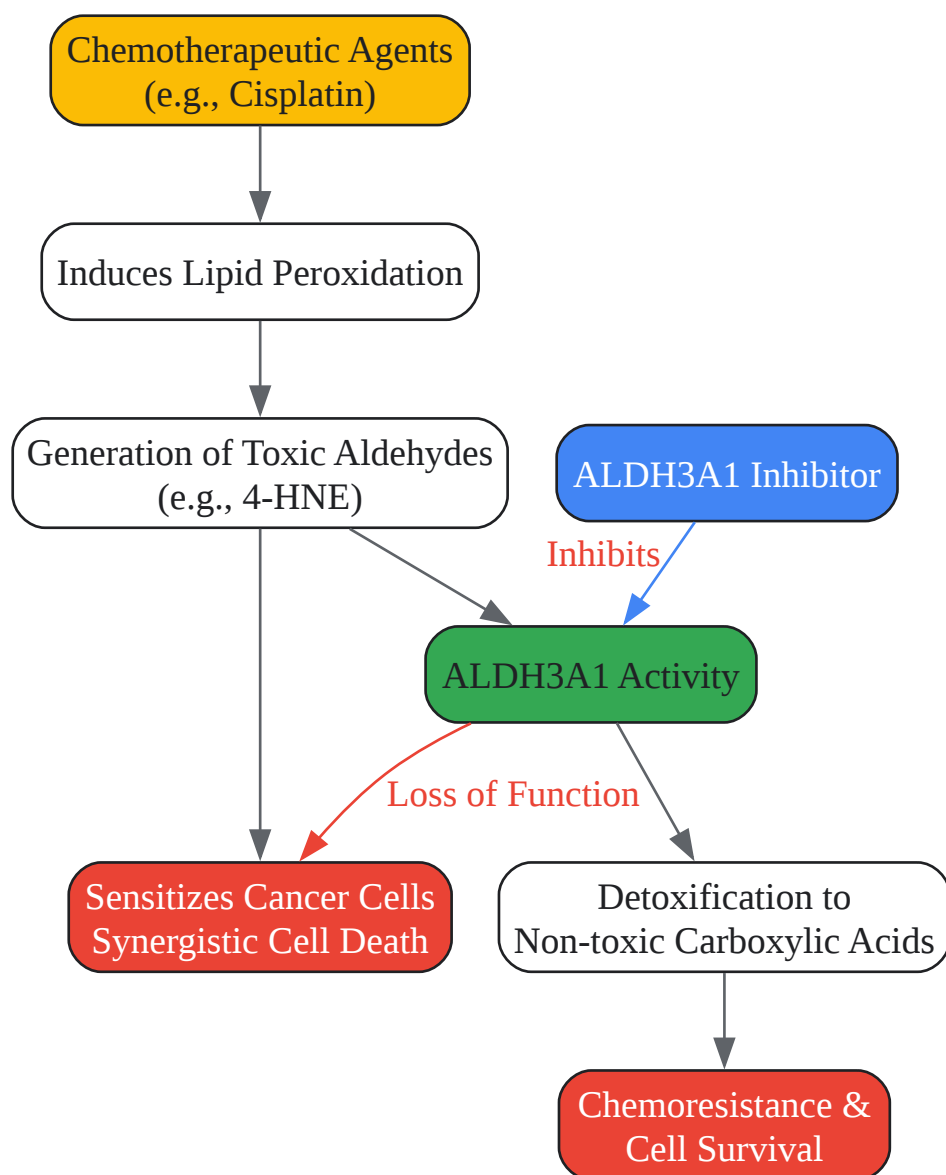 Chemotherapeutic Agents
(e.g., Cisplatin)
Induces Lipid Peroxidation
Generation of Toxic Aldehydes
(e.g., 4-HNE)
ALDH3A1 Inhibitor
Inhibits
ALDH3A1 Activity
Loss of Function
Sensitizes Cancer Cells
Synergistic Cell Death
Detoxification to
Non-toxic Carboxylic Acids
Chemoresistance &
Cell Survival